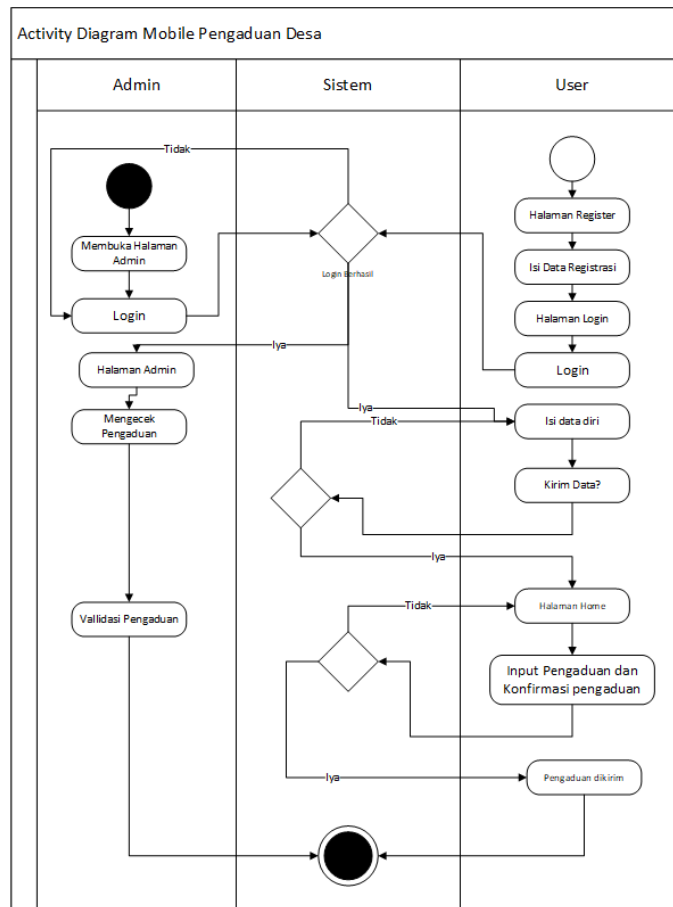 Activity Diagram Mobile Pengaduan Desa
Admin
Sistem
User
Tidak
Halaman Register
Membuka Halaman
Admin
Isi Data Registrasi
Login Berhasil
Login
Halaman Login
Iya
Halaman Admin
Login
Iya
Mengecek
Pengaduan
Tidak
Isi data diri
Kirim Data?
Iya
Vallidasi Pengaduan
Tidak
Halaman Home
Input Pengaduan dan
Konfirmasi pengaduan
Iya
Pengaduan dikirim